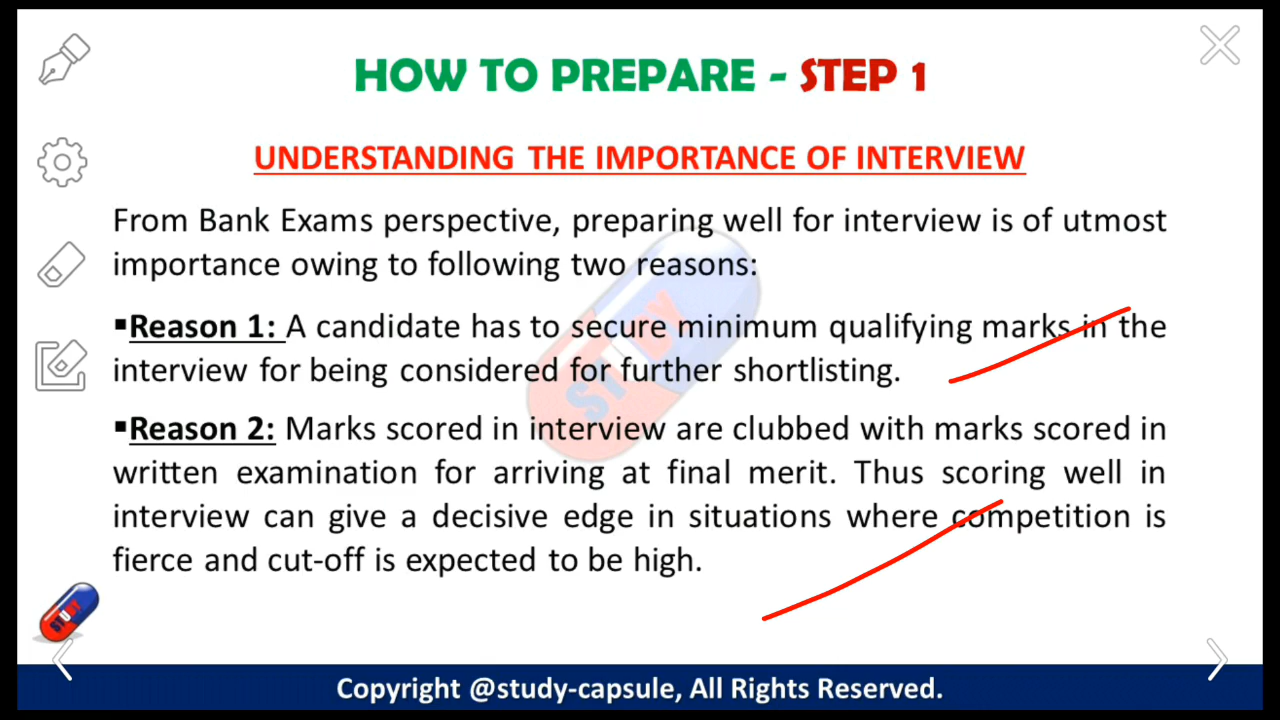 HOW TO PREPARE - STEP 1
UNDERSTANDING THE IMPORTANCE OF INTERVIEW
From Bank Exams perspective, preparing well for interview is of utmost
importance owing to following two reasons:
▪Reason 1: A candidate has to secure minimum qualifying marks in the
interview for being considered for further shortlisting.
▪Reason 2: Marks scored in interview are clubbed with marks scored in
written examination for arriving at final merit. Thus scoring well in
interview can give a decisive edge in situations where competition is
fierce and cut-off is expected to be high.
STUDY
STUDY
Copyright @study-capsule, All Rights Reserved.